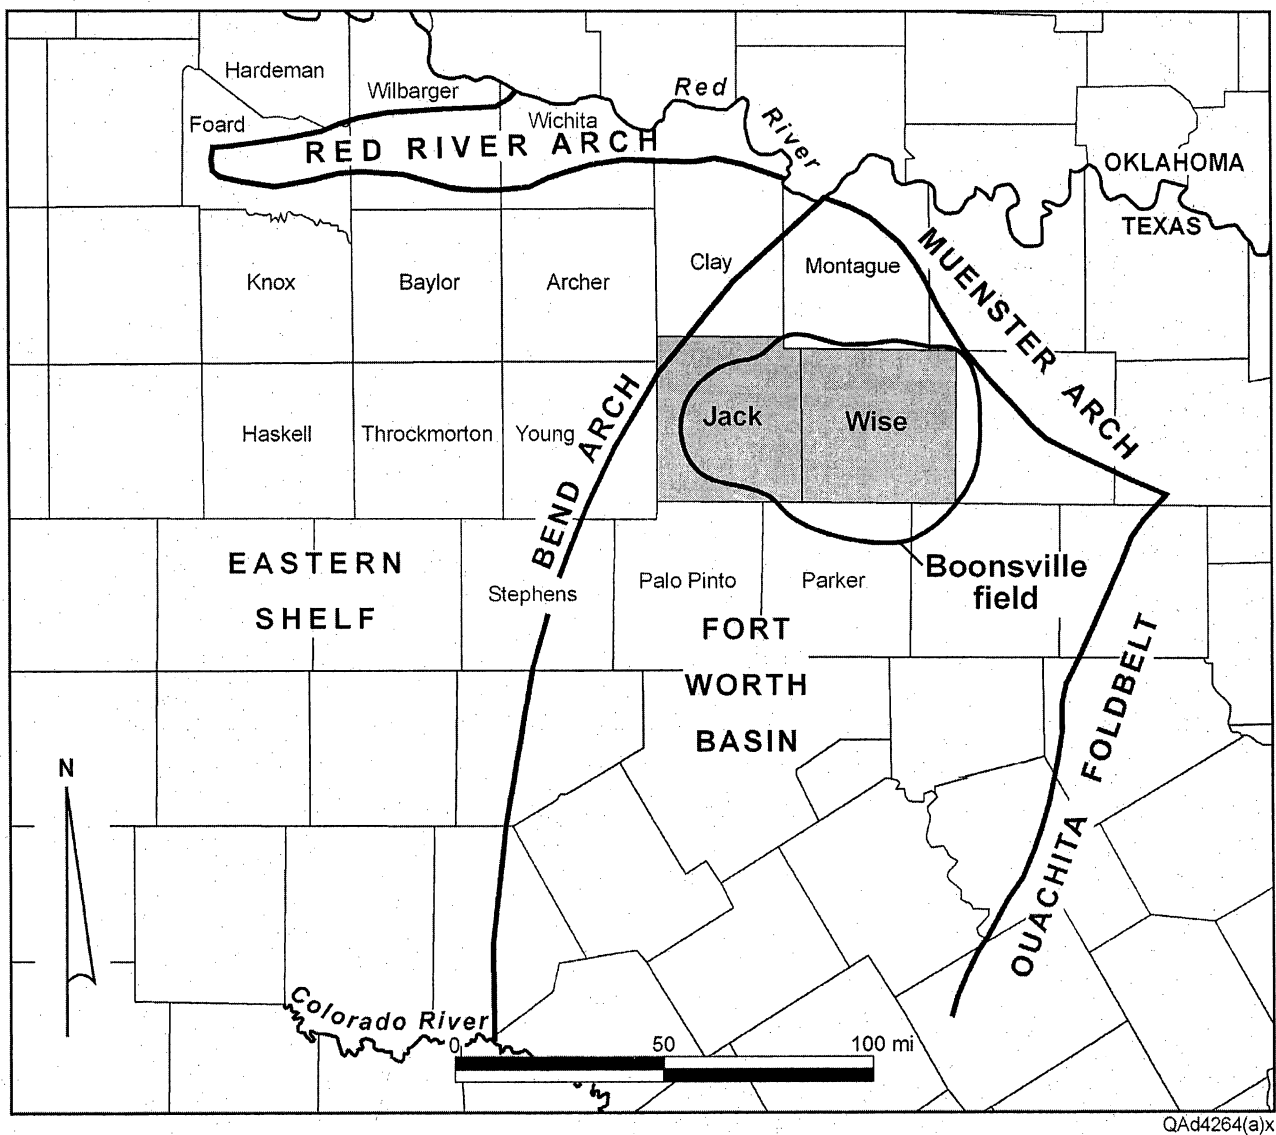 Hardeman
Wilbarger
Red
River
Foard
Wichita
RED RIVER ARCH
OKLAHOMA
TEXAS
Knox
Baylor
Archer
Clay
Montague
MUENSTER ARCH
Haskell
Throckmorton
Young
BEND ARCH
Jack
Wise
EASTERN
SHELF
Stephens
Palo Pinto
Parker
Boonsville
field
FORT
WORTH
BASIN
OUACHITA FOLDBELT
N
Colorado River
0 50 100 mi
QAd4264(a)x